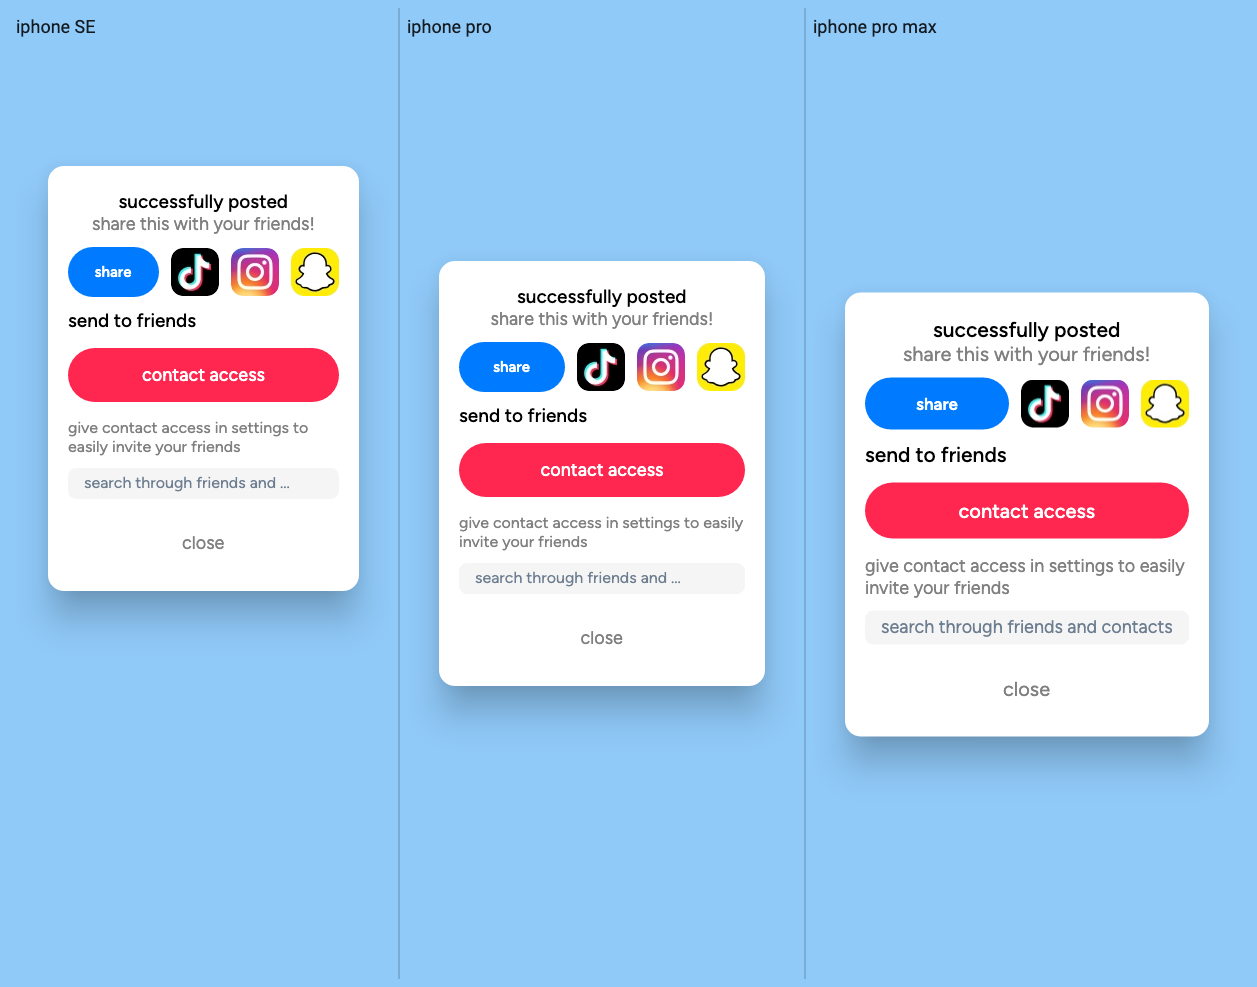 iphone SE
successfully posted
share this with your friends!
share
send to friends
contact access
give contact access in settings to
easily invite your friends
search through friends and ...
close
iphone pro
successfully posted
share this with your friends!
share
send to friends
contact access
give contact access in settings to easily
invite your friends
search through friends and ...
close
iphone pro max
successfully posted
share this with your friends!
share
send to friends
contact access
give contact access in settings to easily
invite your friends
search through friends and contacts
close